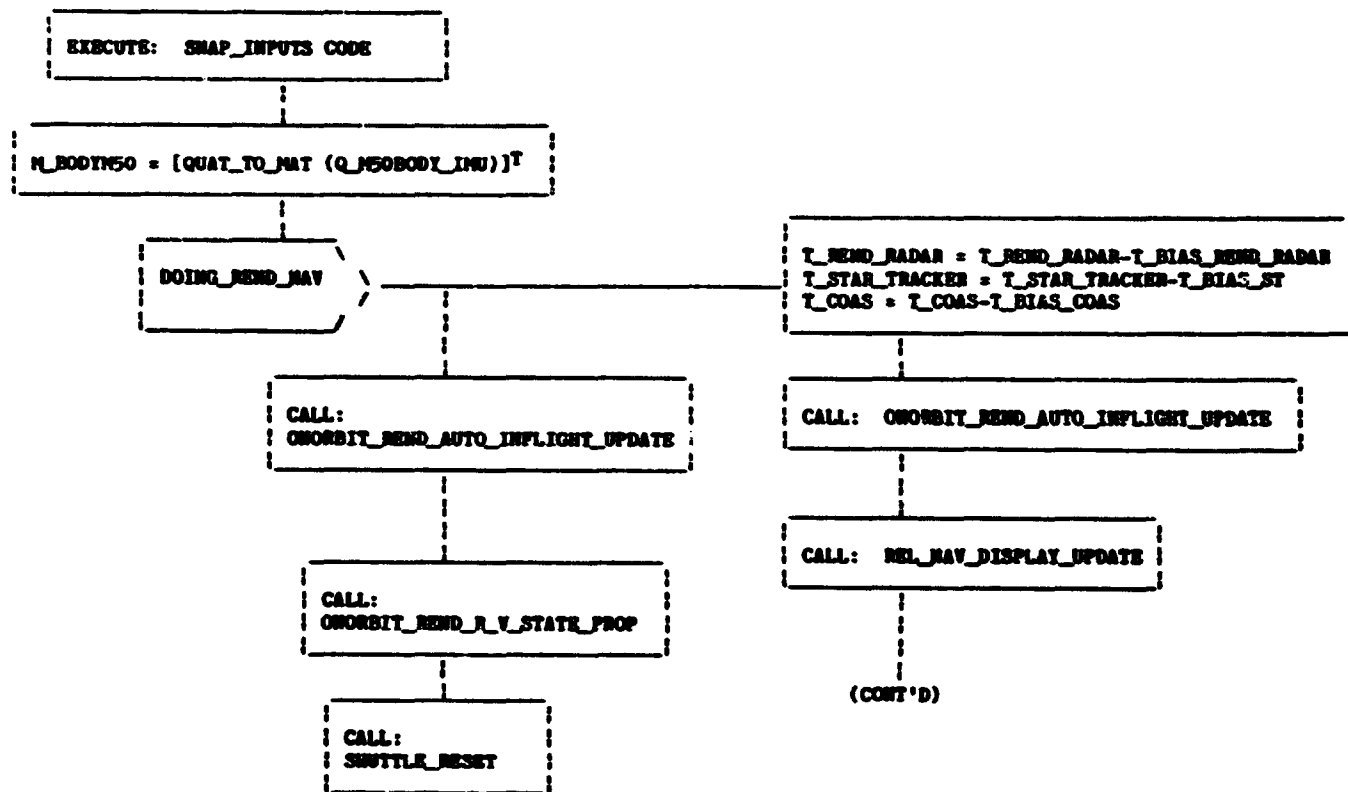 EXECUTE: SNAP_INPUTS CODE
M_BODYM50 = [QUAT_TO_MAT (Q_M50BODY_IMU)]T
DOING_REND_NAV
T_REND_RADAR = T_REND_RADAR-T_BIAS_REND_RADAR
T_STAR_TRACKER = T_STAR_TRACKER-T_BIAS_ST
T_COAS = T_COAS-T_BIAS_COAS
CALL:
ONORBIT_REND_AUTO_INFLIGHT_UPDATE
CALL: ONORBIT_REND_AUTO_INFLIGHT_UPDATE
CALL: REL_NAV_DISPLAY_UPDATE
CALL:
ONORBIT_REND_R_V_STATE_PROP
(CONT'D)
CALL:
SHUTTLE_RESET